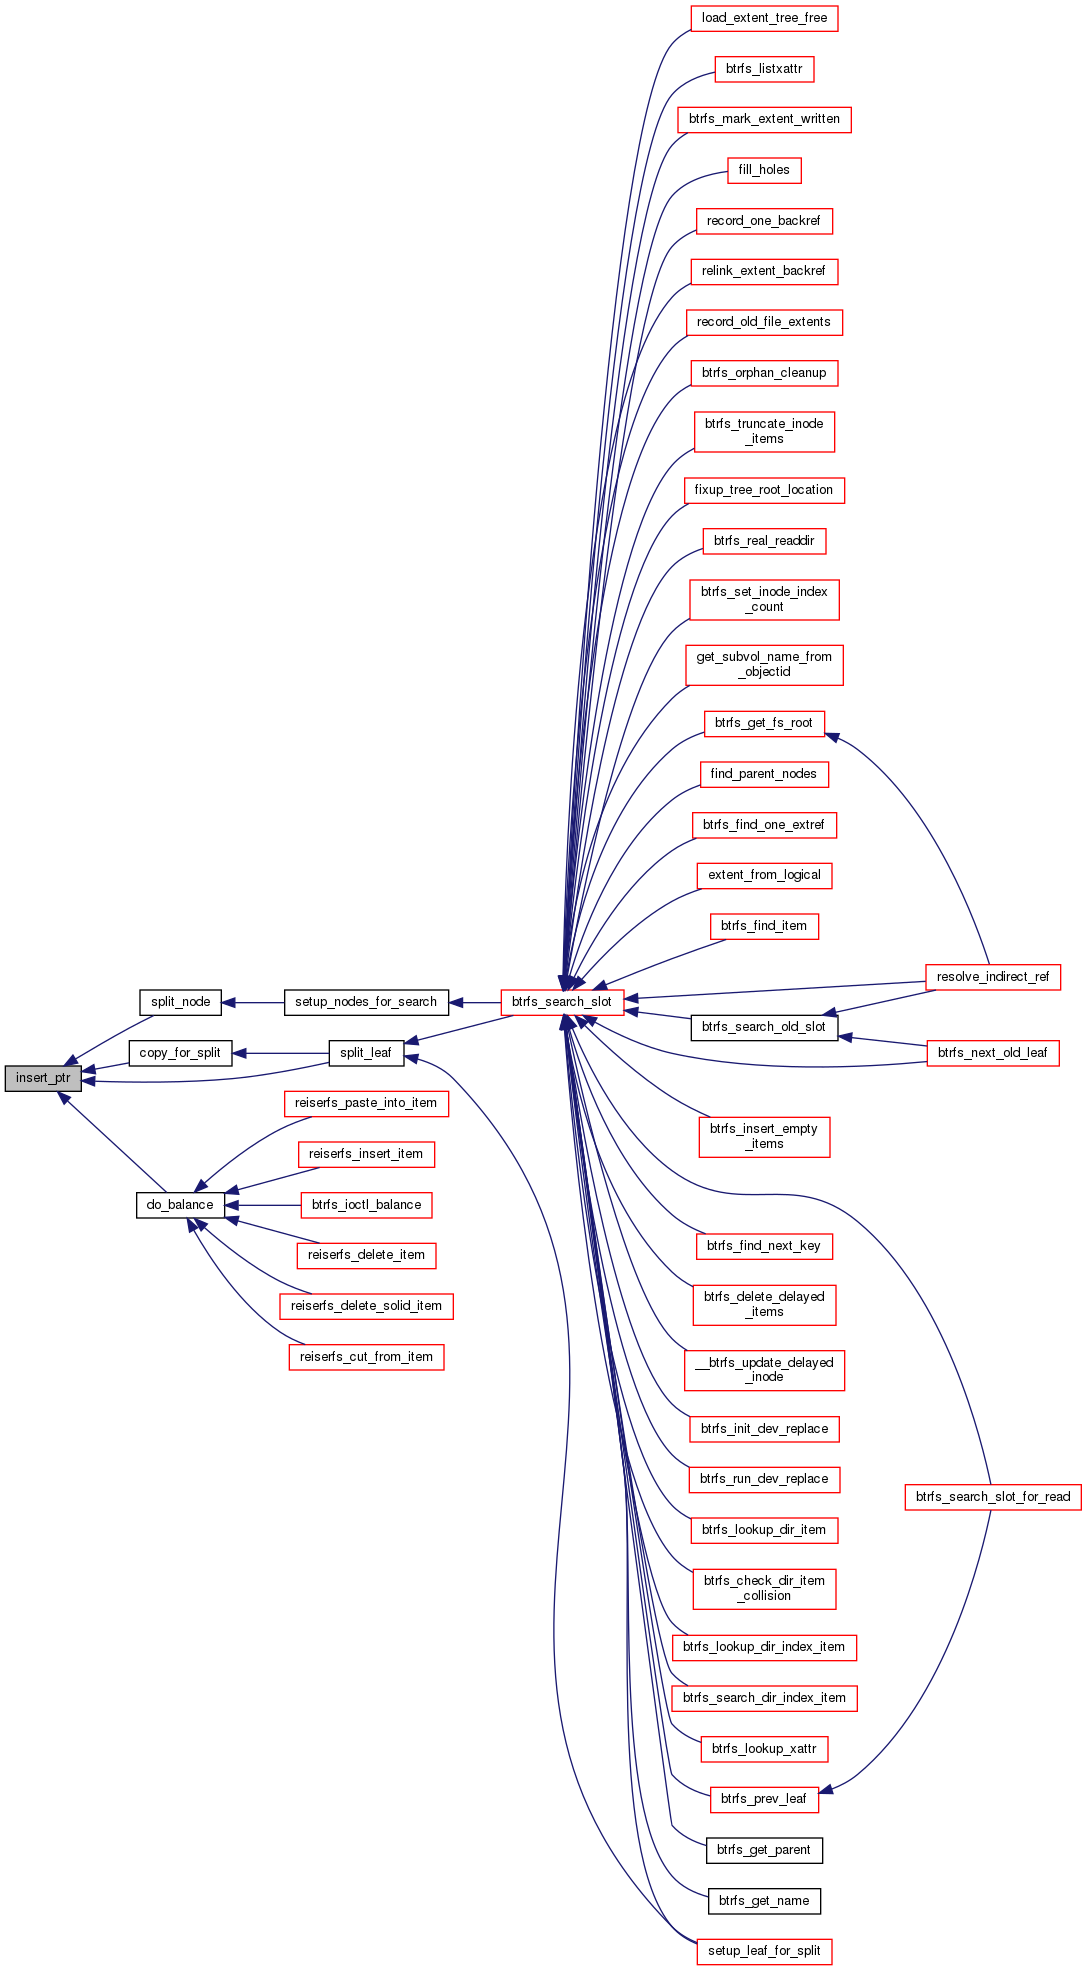 load_extent_tree_free
btrfs_listxattr
btrfs_mark_extent_written
fill_holes
record_one_backref
relink_extent_backref
record_old_file_extents
btrfs_orphan_cleanup
btrfs_truncate_inode
_items
fixup_tree_root_location
btrfs_real_readdir
btrfs_set_inode_index
_count
get_subvol_name_from
_objectid
btrfs_get_fs_root
find_parent_nodes
btrfs_find_one_extref
extent_from_logical
btrfs_find_item
resolve_indirect_ref
split_node
setup_nodes_for_search
btrfs_search_slot
btrfs_search_old_slot
copy_for_split
split_leaf
btrfs_next_old_leaf
insert_ptr
reiserfs_paste_into_item
btrfs_insert_empty
_items
reiserfs_insert_item
do_balance
btrfs_ioctl_balance
btrfs_find_next_key
reiserfs_delete_item
btrfs_delete_delayed
_items
reiserfs_delete_solid_item
reiserfs_cut_from_item
__btrfs_update_delayed
_inode
btrfs_init_dev_replace
btrfs_run_dev_replace
btrfs_search_slot_for_read
btrfs_lookup_dir_item
btrfs_check_dir_item
_collision
btrfs_lookup_dir_index_item
btrfs_search_dir_index_item
btrfs_lookup_xattr
btrfs_prev_leaf
btrfs_get_parent
btrfs_get_name
setup_leaf_for_split